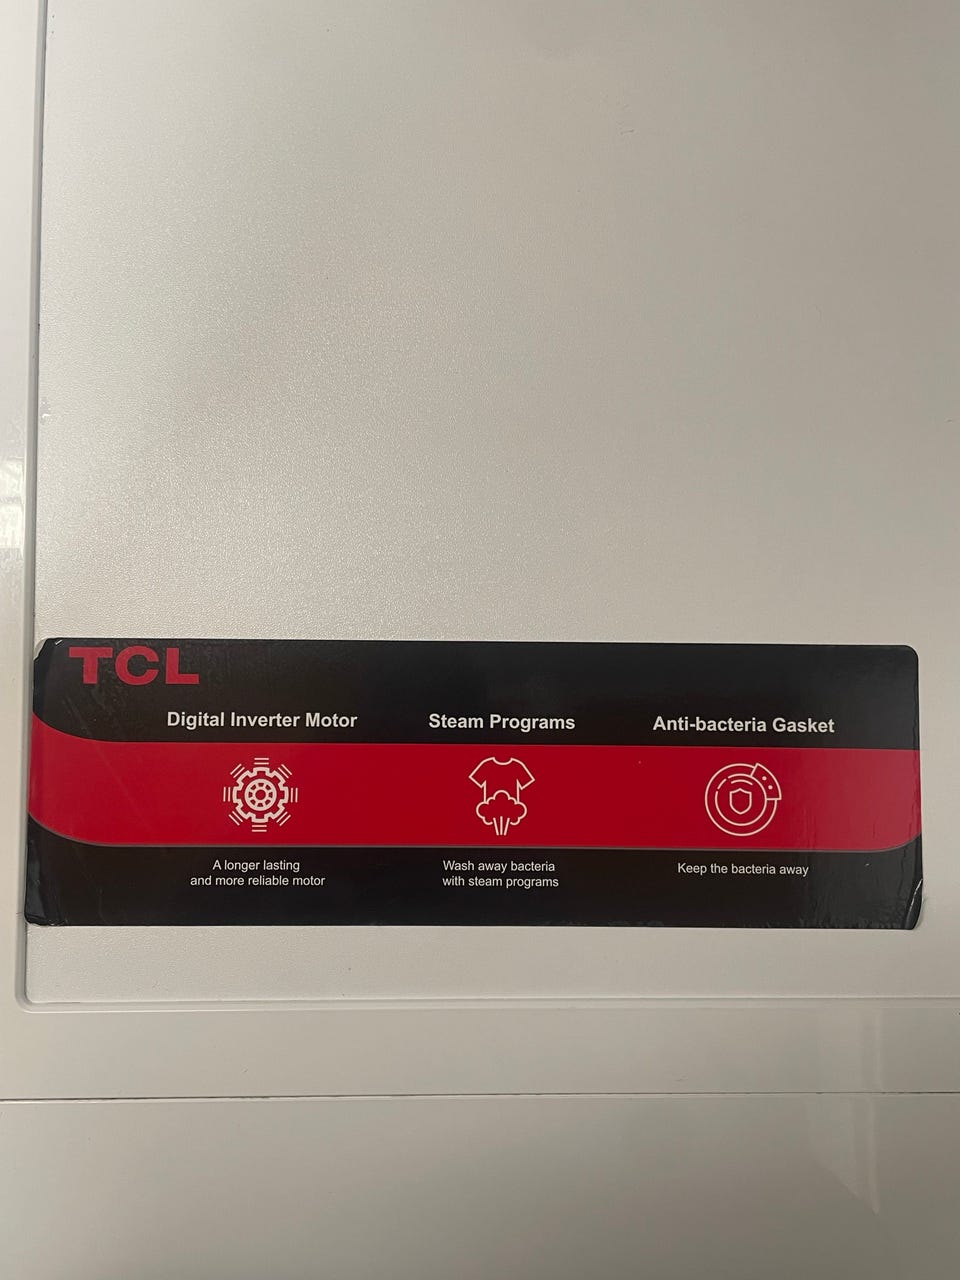 TCL
Digital Inverter Motor
Steam Programs
Anti-bacteria Gasket
A longer lasting
and more reliable motor
Wash away bacteria
with steam programs
Keep the bacteria away